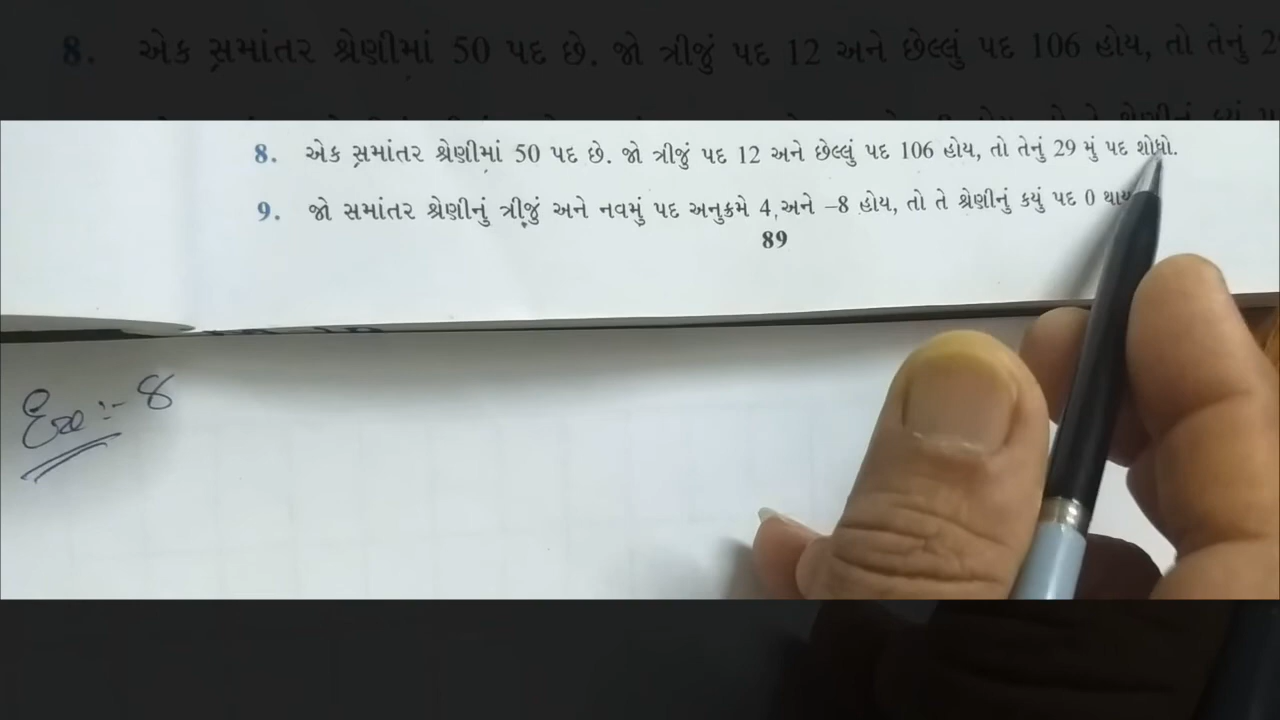 8. એક સમાંતર શ્રેણીમાં 50 પદ છે. જો ત્રીજું પદ 12 અને છેલ્લું પદ 106 હોય, તો તેનું 2
8. એક સમાંતર શ્રેણીમાં 50 પદ છે. જો ત્રીજું પદ 12 અને છેલ્લું પદ 106 હોય, તો તેનું 29 મું પદ શોધો.
9. જો સમાંતર શ્રેણીનું ત્રીજું અને નવમું પદ અનુક્રમે 4 અને –8 હોય, તો તે શ્રેણીનું કયું પદ 0 થાય
89
Ex :- 8